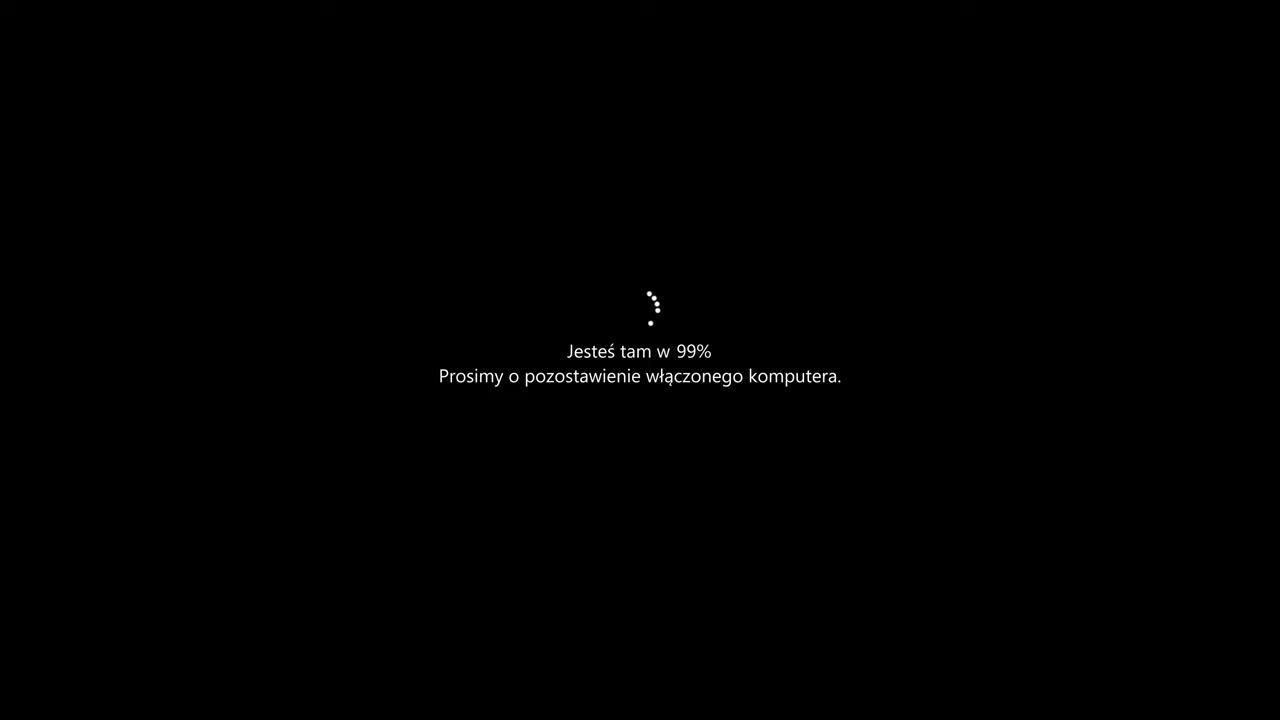 Jesteś tam w 99%
Prosimy o pozostawienie włączonego komputera.